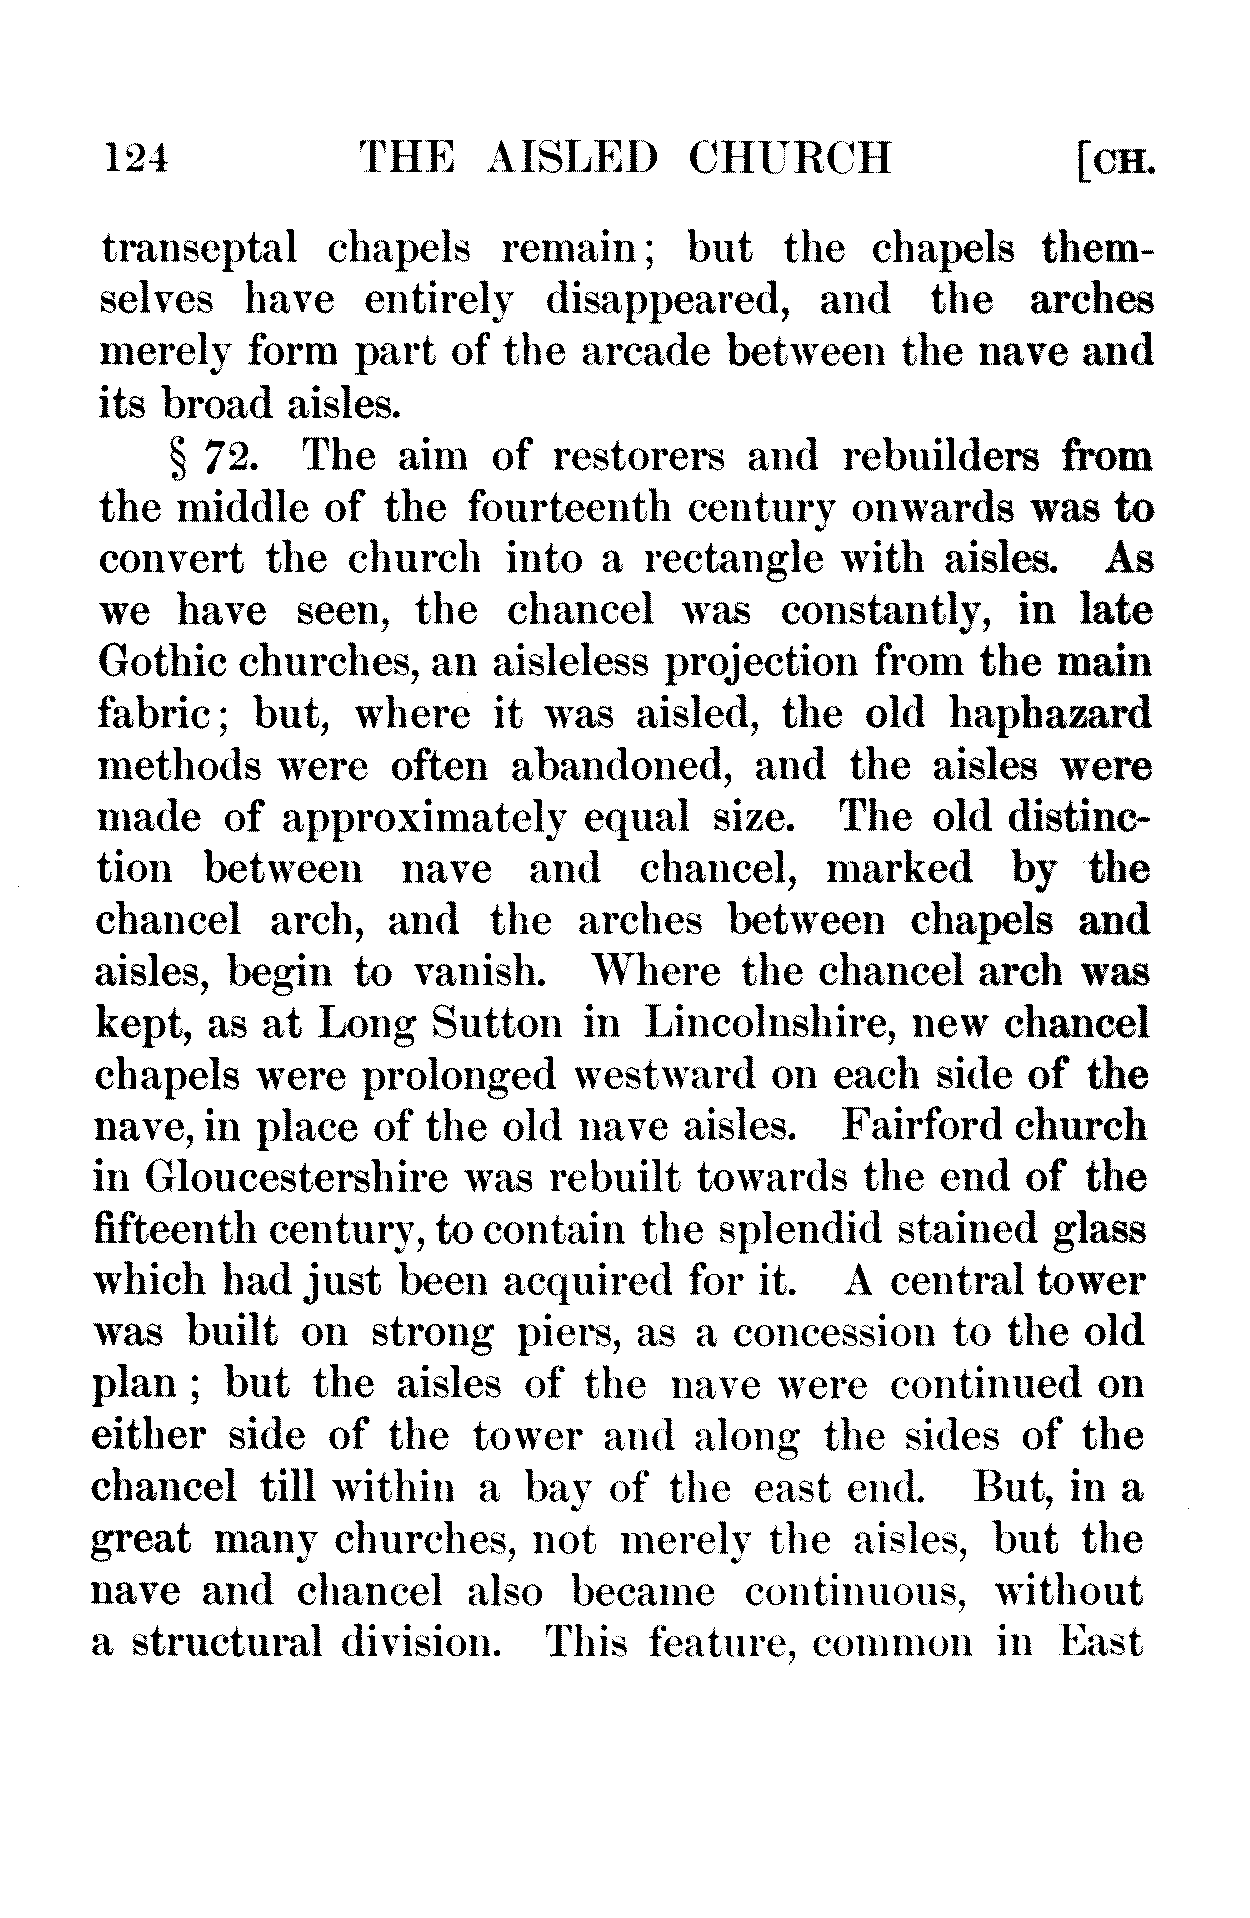 124 THE AISLED CHURCH [CH.
transeptal chapels remain; but the chapels them-
selves have entirely disappeared, and the arches
merely form part of the arcade between the nave and
its broad aisles.
§ 72. The aim of restorers and rebuilders from
the middle of the fourteenth century onwards was to
convert the church into a rectangle with aisles. As
we have seen, the chancel was constantly, in late
Gothic churches, an aisleless projection from the main
fabric; but, where it was aisled, the old haphazard
methods were often abandoned, and the aisles were
made of approximately equal size. The old distinc-
tion between nave and chancel, marked by the
chancel arch, and the arches between chapels and
aisles, begin to vanish. Where the chancel arch was
kept, as at Long Sutton in Lincolnshire, new chancel
chapels were prolonged westward on each side of the
nave, in place of the old nave aisles. Fairford church
in Gloucestershire was rebuilt towards the end of the
fifteenth century, to contain the splendid stained glass
which had just been acquired for it. A central tower
was built on strong piers, as a concession to the old
plan ; but the aisles of the nave were continued on
either side of the tower and along the sides of the
chancel till within a bay of the east end. But, in a
great many churches, not merely the aisles, but the
nave and chancel also became continuous, without
a structural division. This feature, common in East